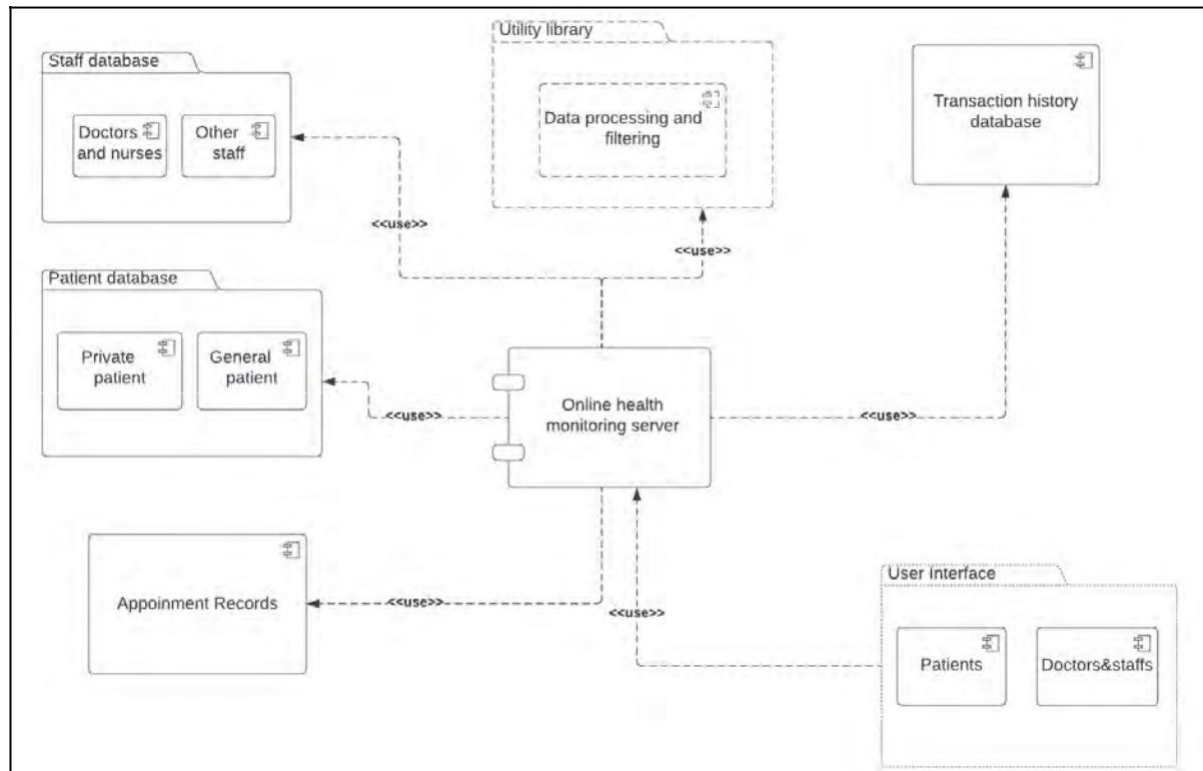 Utility library
Staff database
Data processing and
filtering
Transaction history
database
Doctors
and nurses
Other
staff
<<use>>
<<use>>
Patient database
Private
patient
General
patient
Online health
monitoring server
<<use>>
<<use>>
Appoinment Records
<<use>>
<<use>>
User Interface
Patients
Doctors&staffs